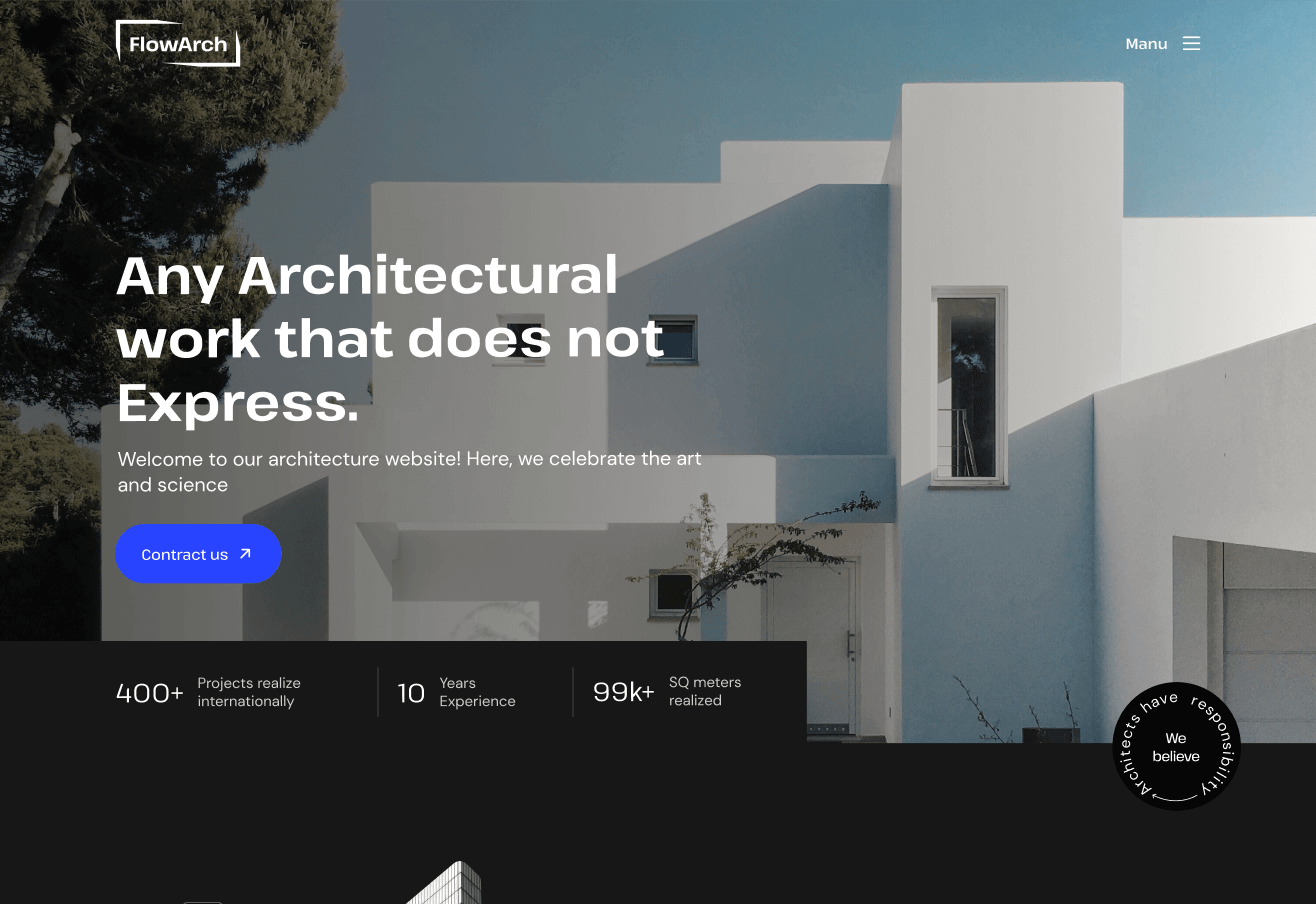 FlowArch
Manu
Any Architectural
work that does not
Express.
Welcome to our architecture website! Here, we celebrate the art
and science
Contract us
400+
Projects realize
internationally
10
Years
Experience
99k+
SQ meters
realized
Architects have responsibility
We
believe